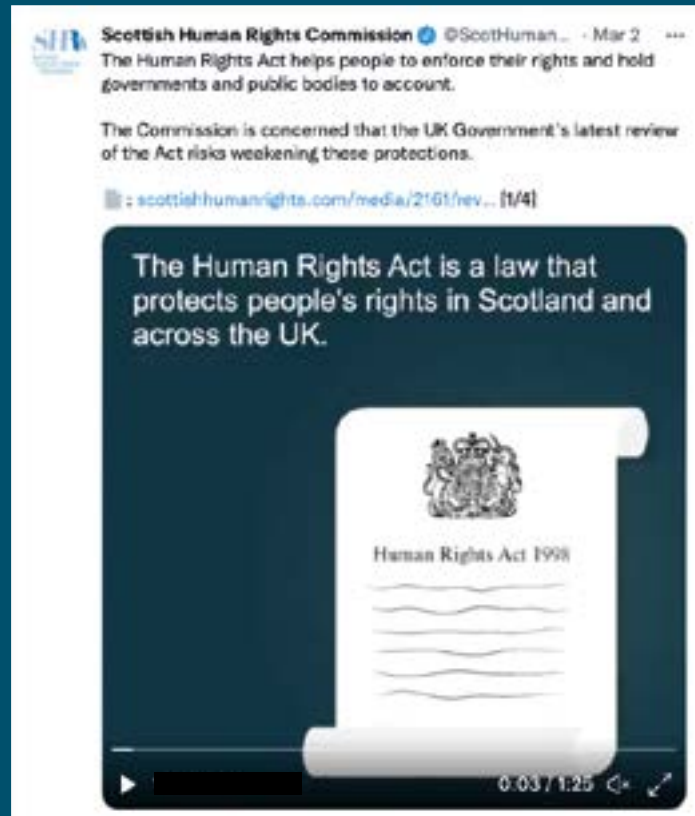 Scottish Human Rights Commission @ScotHuman... · Mar 2
The Human Rights Act helps people to enforce their rights and hold
governments and public bodies to account.
The Commission is concerned that the UK Government's latest review
of the Act risks weakening these protections.
: scottishhumanrights.com/media/2161/rev... [1/4]
The Human Rights Act is a law that
protects people's rights in Scotland and
across the UK.
Human Rights Act 1998
0:03 / 1:25